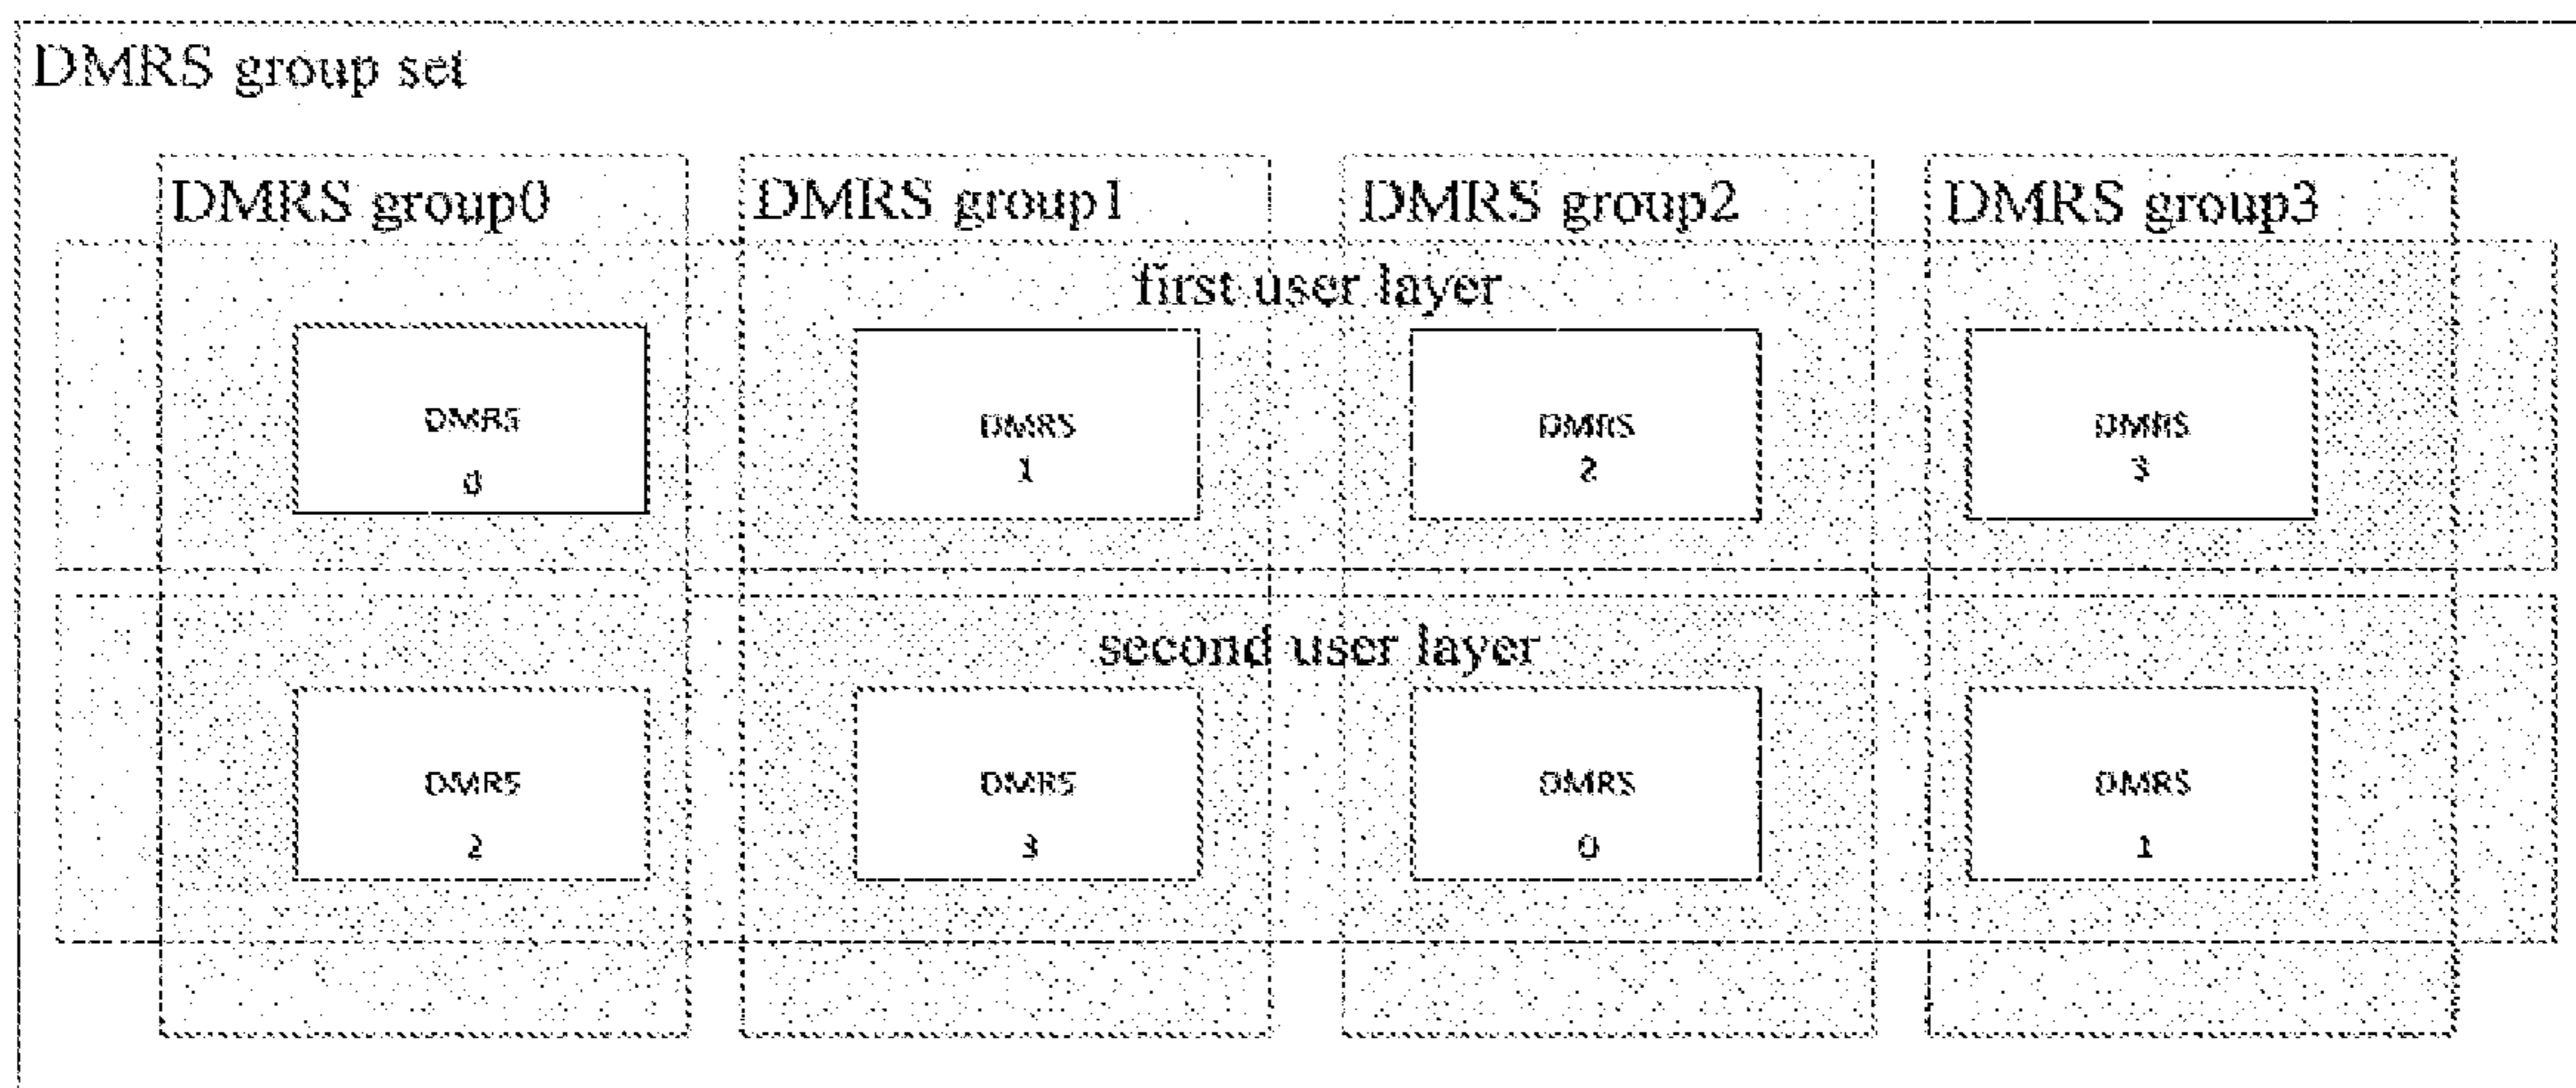 DMRS group set
DMRS group0 DMRS group1 DMRS group2 DMRS group3
first user layer
DMRS DMRS DMRS DMRS
0 1 2 3
second user layer
DMRS DMRS DMRS DMRS
2 3 0 1